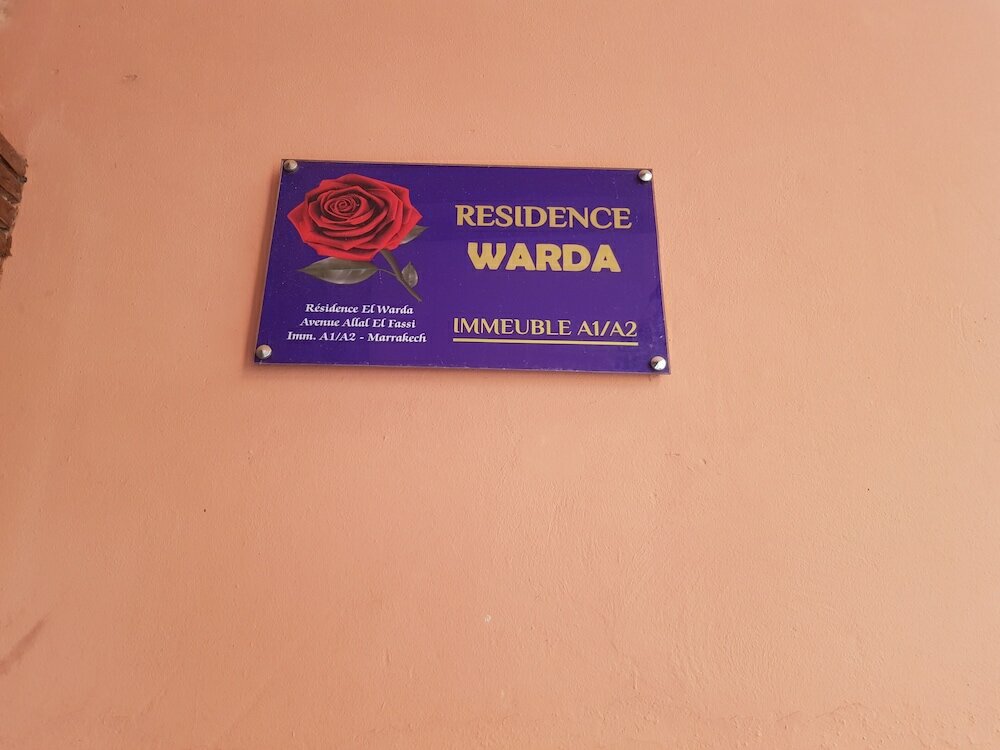 RESIDENCE
WARDA
IMMEUBLE A1/A2
Résidence El Warda
Avenue Allal El Fassi
Imm. A1/A2 - Marrakech